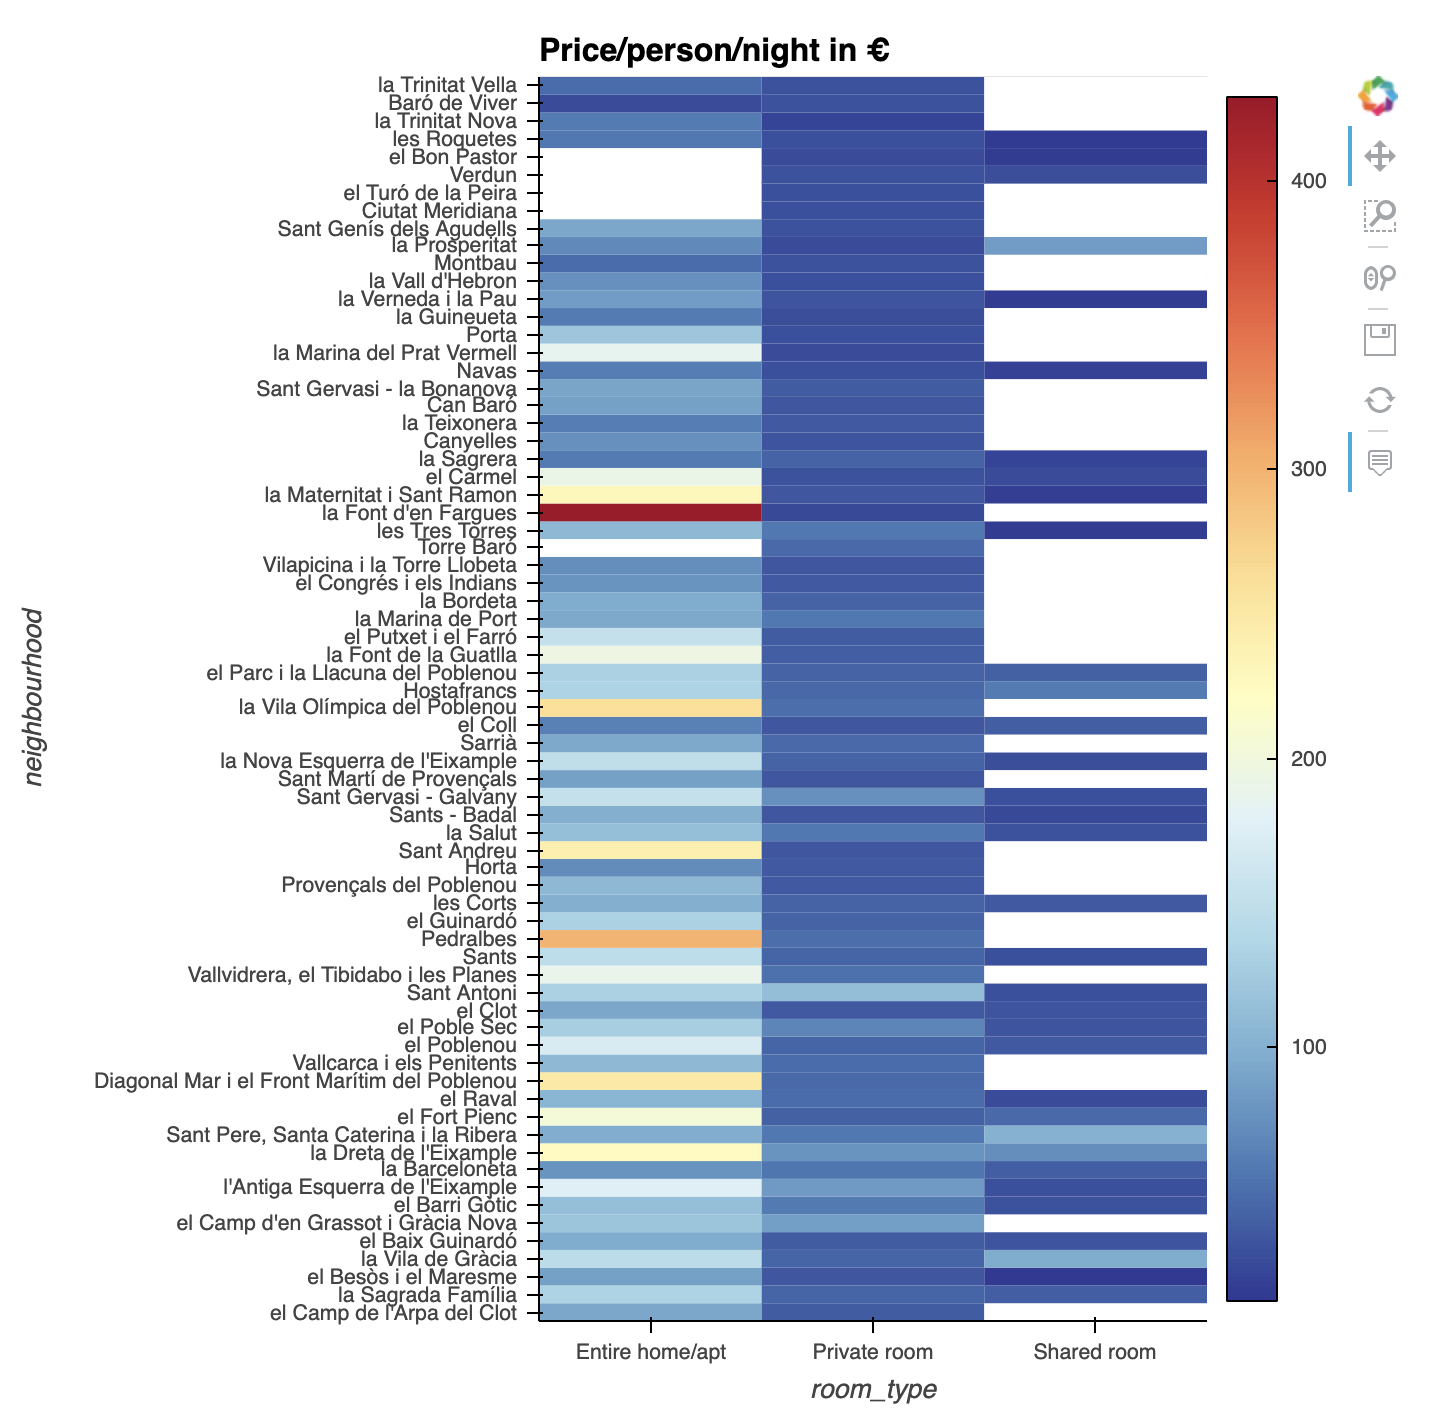 Price/person/night in €
la Trinitat Vella
Baró de Viver
la Trinitat Nova
les Roquetes
el Bon Pastor
Verdun
el Turó de la Peira
Ciutat Meridiana
Sant Genís dels Agudells
la Prosperitat
Montbau
la Vall d'Hebron
la Verneda i la Pau
la Guineueta
Porta
la Marina del Prat Vermell
Navas
Sant Gervasi - la Bonanova
Can Baró
la Teixonera
Canyelles
la Sagrera
el Carmel
la Maternitat i Sant Ramon
la Font d'en Fargues
les Tres Torres
Torre Baró
Vilapicina i la Torre Llobeta
el Congrés i els Indians
la Bordeta
la Marina de Port
el Putxet i el Farró
la Font de la Guatlla
el Parc i la Llacuna del Poblenou
Hostafrancs
la Vila Olímpica del Poblenou
el Coll
Sarrià
la Nova Esquerra de l'Eixample
Sant Martí de Provençals
Sant Gervasi - Galvany
Sants - Badal
la Salut
Sant Andreu
Horta
Provençals del Poblenou
les Corts
el Guinardó
Pedralbes
Sants
Vallvidrera, el Tibidabo i les Planes
Sant Antoni
el Clot
el Poble Sec
el Poblenou
Vallcarca i els Penitents
Diagonal Mar i el Front Marítim del Poblenou
el Raval
el Fort Pienc
Sant Pere, Santa Caterina i la Ribera
la Dreta de l'Eixample
la Barceloneta
l'Antiga Esquerra de l'Eixample
el Barri Gòtic
el Camp d'en Grassot i Gràcia Nova
el Baix Guinardó
la Vila de Gràcia
el Besòs i el Maresme
la Sagrada Família
el Camp de l'Arpa del Clot
neighbourhood
Entire home/apt
Private room
Shared room
room_type
400
300
200
100